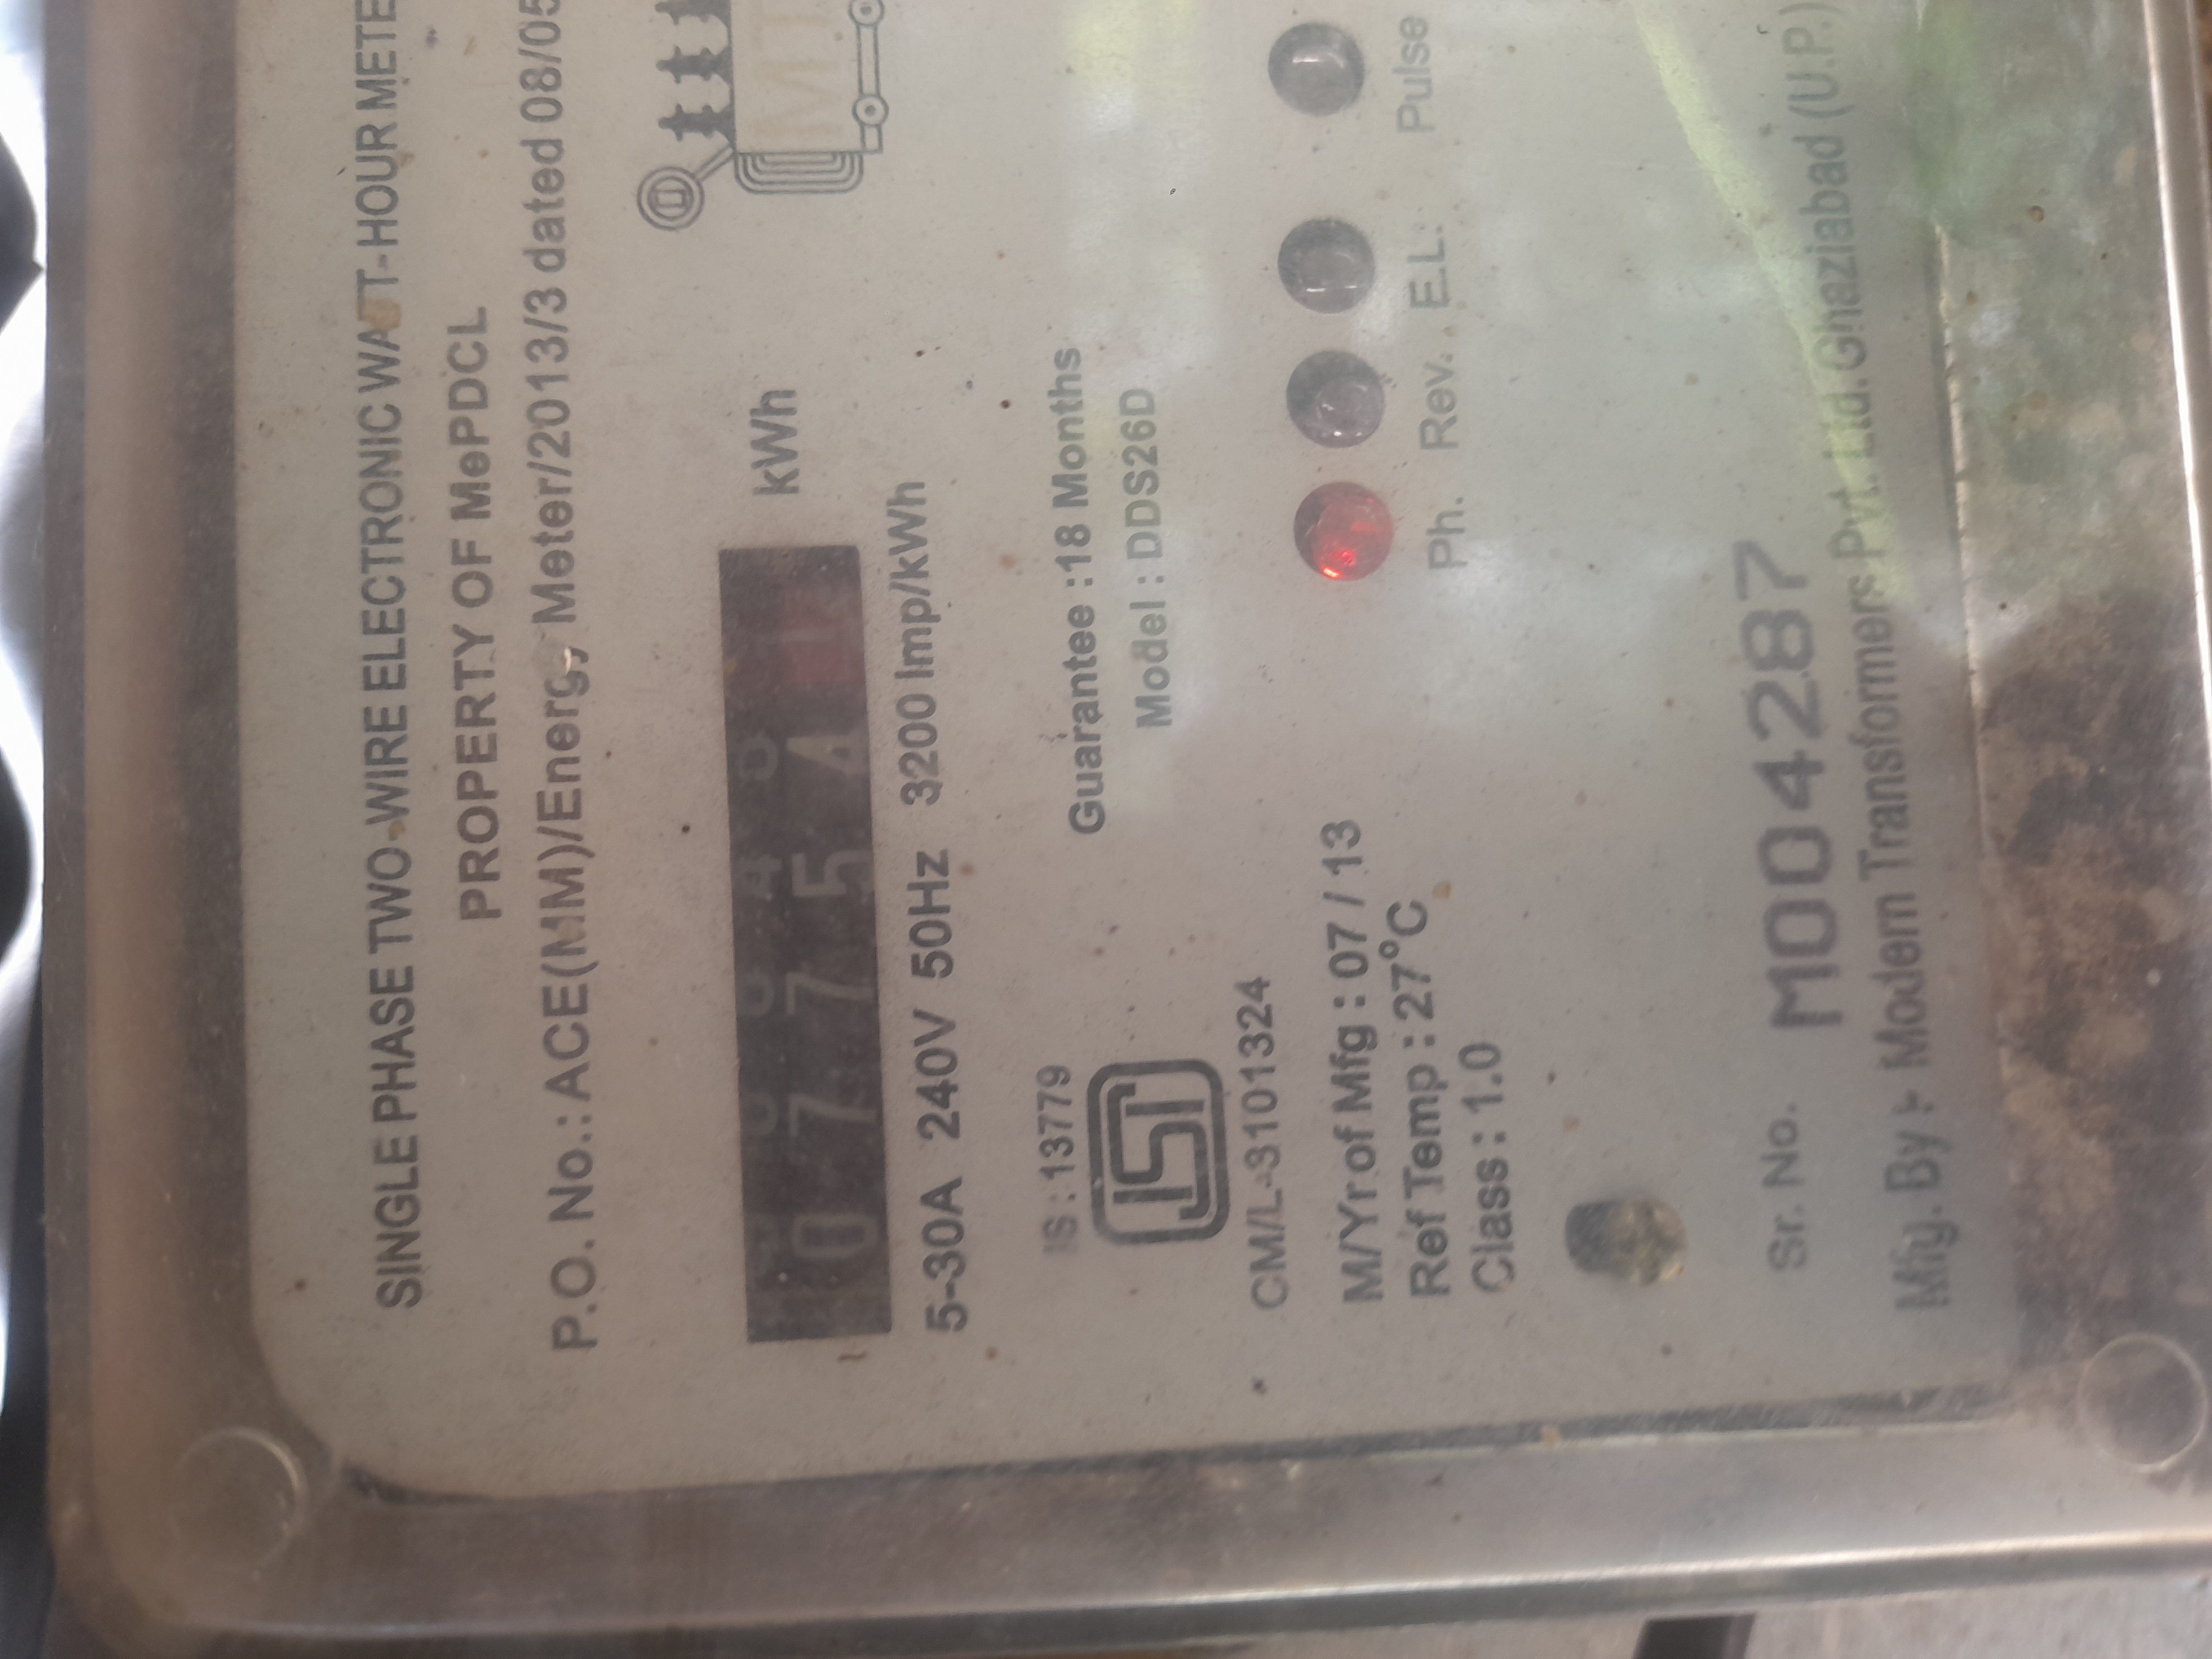 SINGLE PHASE TWO-WIRE ELECTRONIC WATT-HOUR METE
PROPERTY OF MePDCL
P.O. No.: ACE(MM)/Energy Meter/2013/3 dated 08/05
07754 kWh
5-30A 240V 50Hz 3200 Imp/kWh
IS : 13779
Guarantee :18 Months
Model : DDS26D
CM/L-3101324
M/Yr of Mfg : 07 / 13
Ref Temp : 27°C
Class : 1.0
Ph. Rev. E.L. Pulse
Sr. No. M004287
Mfg. By :- Modern Transformers Pvt. Ltd. Ghaziabad (U.P.)